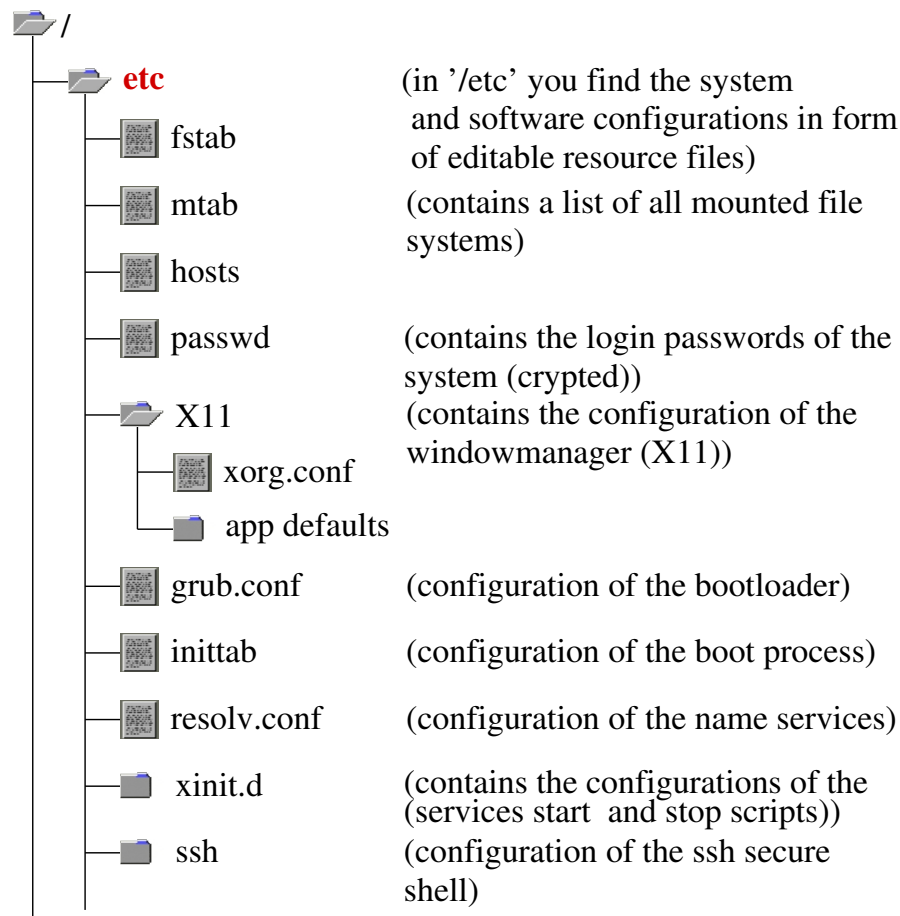 /
etc (in ’/etc’ you find the system
and software configurations in form
fstab
of editable resource files)
mtab (contains a list of all mounted file
systems)
hosts
passwd (contains the login passwords of the
system (crypted))
X11 (contains the configuration of the
windowmanager (X11))
xorg.conf
app defaults
grub.conf (configuration of the bootloader)
inittab (configuration of the boot process)
resolv.conf (configuration of the name services)
xinit.d (contains the configurations of the
(services start and stop scripts))
ssh (configuration of the ssh secure
shell)